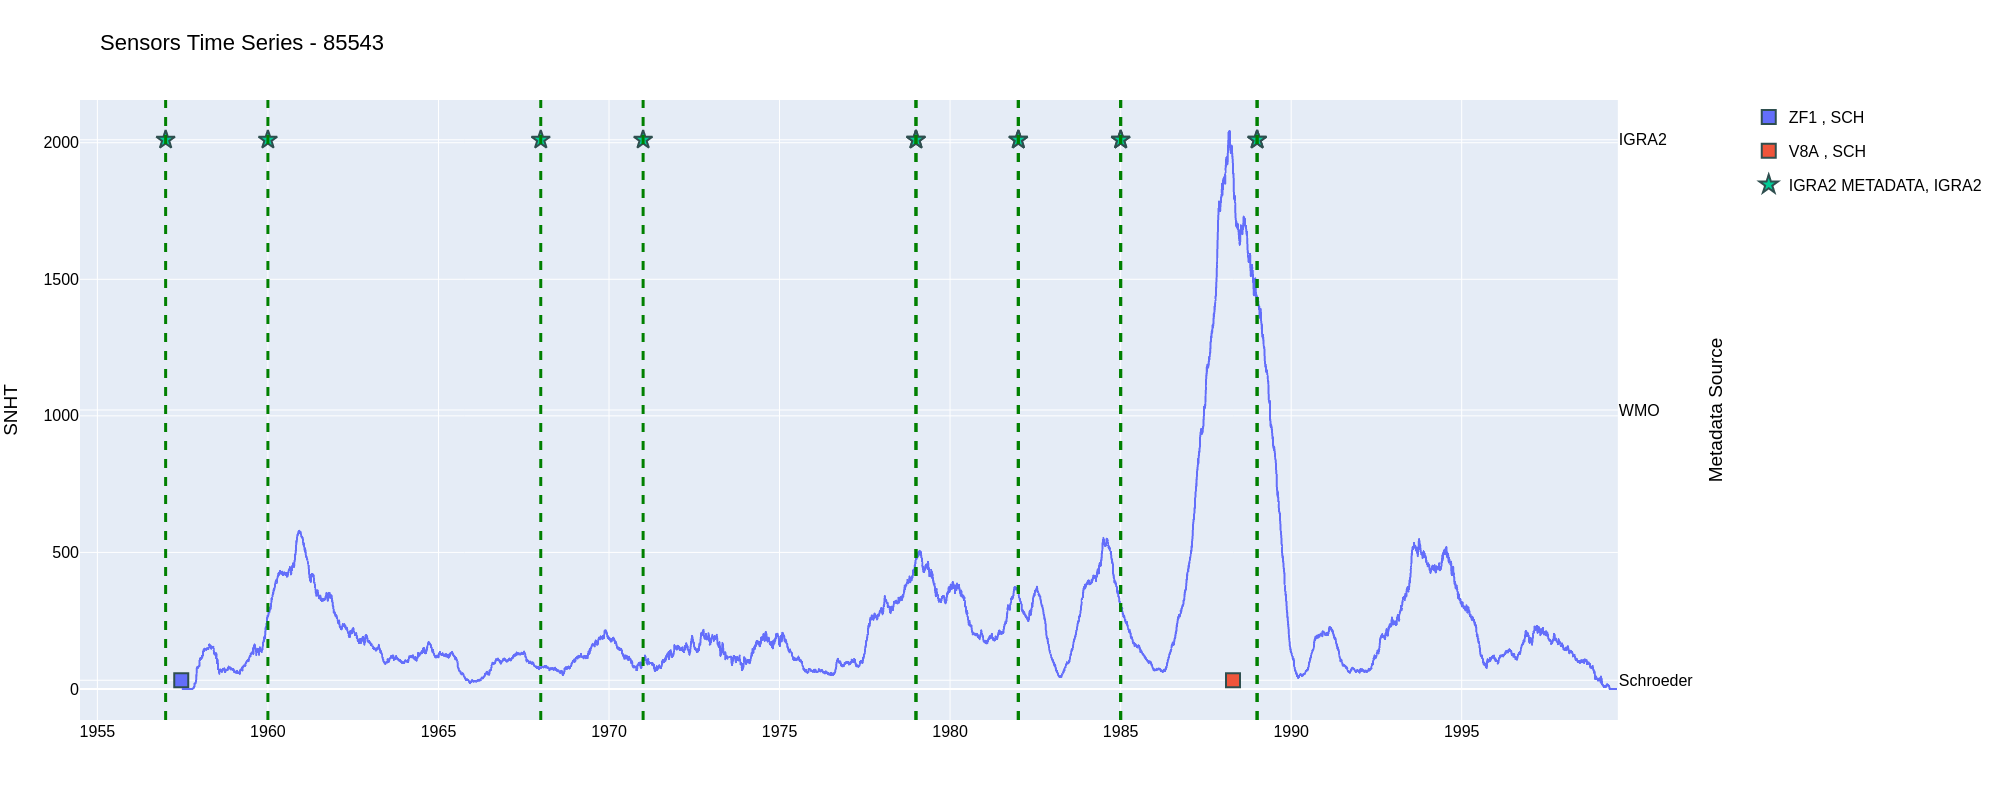 Sensors Time Series - 85543
ZF1 , SCH
V8A , SCH
IGRA2 METADATA, IGRA2
2000
1500
1000
500
0
SNHT
IGRA2
WMO
Schroeder
Metadata Source
1955
1960
1965
1970
1975
1980
1985
1990
1995